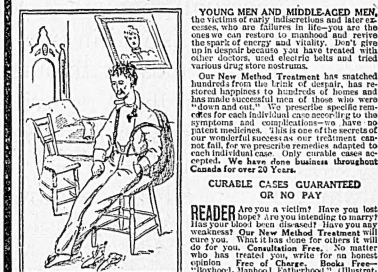 YOUNG MEN AND MIDDLE-AGED MEN,
the victims of early indiscretions and later ex-
cesses, who are failures in life—you are the
ones we can restore to manhood and revive
the spark of energy and vitality. Don't give
up in despair because you have treated with
other doctors, used electric belts and tried
various drug store nostrums.
Our New Method Treatment has snatched
hundreds from the brink of despair, has re-
stored happiness to hundreds of homes and
has made successful men of those who were
"down and out." We prescribe specific rem-
edies for each individual case according to the
symptoms and complications—we have no
patent medicines. This is one of the secrets of
our wonderful success as our treatment can-
not fail, for we prescribe remedies adapted to
each individual case. Only curable cases ac-
cepted. We have done business throughout
Canada for over 20 Years.
CURABLE CASES GUARANTEED
OR NO PAY
READER Are you a victim? Have you lost
hope? Are you intending to marry?
Has your blood been diseased? Have you any
weakness? Our New Method Treatment will
cure you. What it has done for others it will
do for you. Consultation Free. No matter
who has treated you, write for an honest
opinion Free of Charge. Books Free—
"Boyhood, Manhood, Fatherhood." (Illustrat